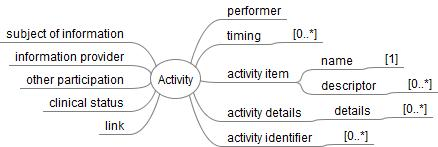 performer
subject of information
timing [0..*]
information provider
name [1]
other participation
Activity
activity item
descriptor [0..*]
clinical status
activity details
details [0..*]
link
activity identifier [0..*]